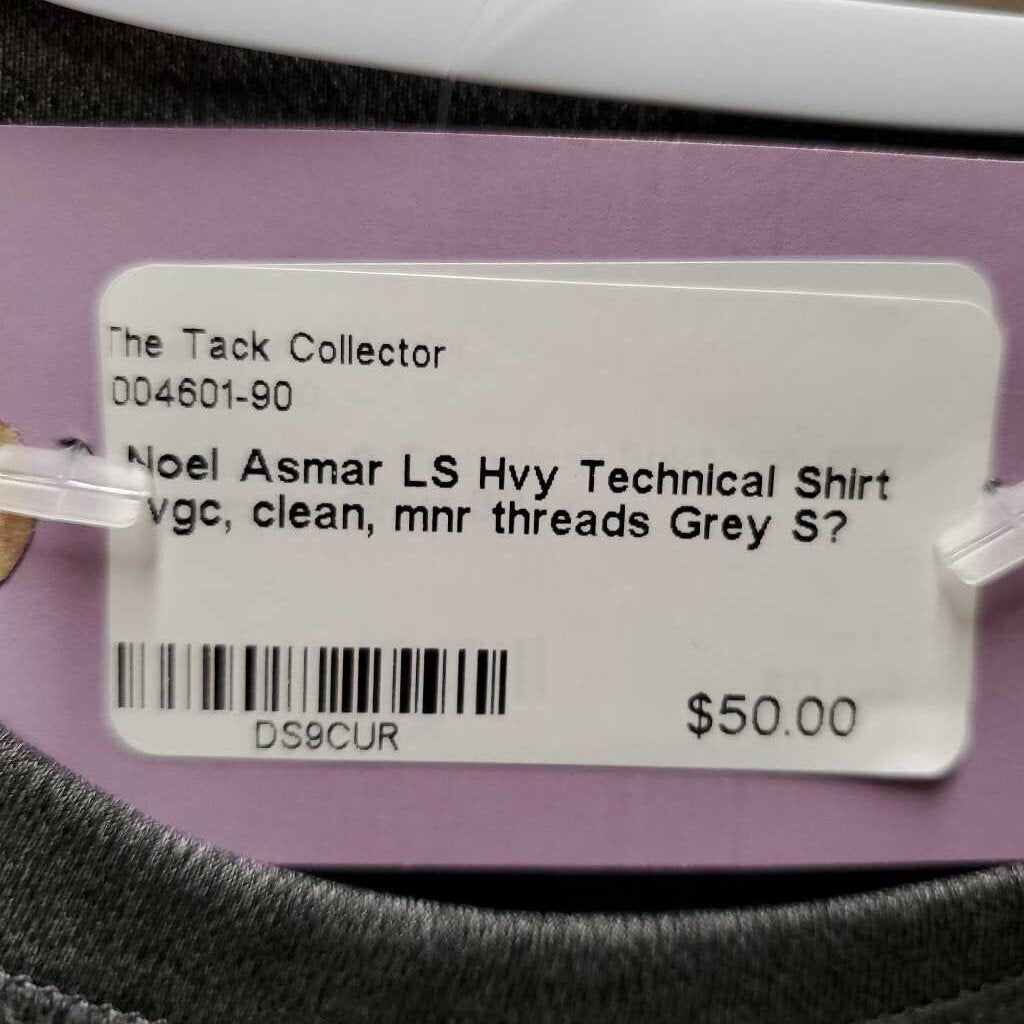 The Tack Collector
004601-90
Noel Asmar LS Hvy Technical Shirt
vgc, clean, mnr threads Grey S?
DS9CUR
$50.00